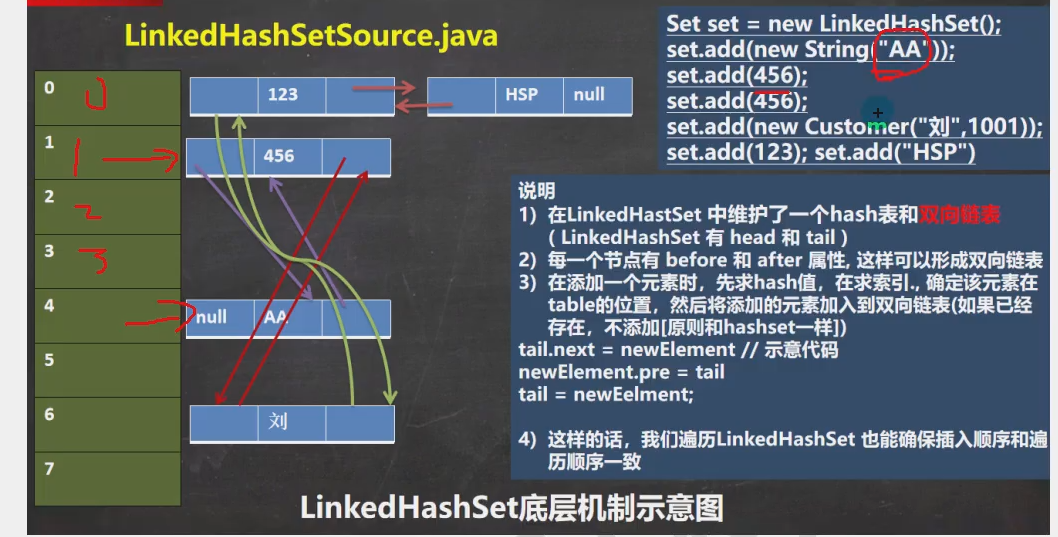 LinkedHashSetSource.java
Set set = new LinkedHashSet();
set.add(new String("AA"));
set.add(456);
set.add(456);
set.add(new Customer("刘",1001));
set.add(123); set.add("HSP")
0 0 123 HSP null
1 1 456
2 2
3 3
4 null AA
5
6 刘
7
说明
1) 在LinkedHastSet 中维护了一个hash表和双向链表
( LinkedHashSet 有 head 和 tail )
2) 每一个节点有 before 和 after 属性, 这样可以形成双向链表
3) 在添加一个元素时，先求hash值，在求索引., 确定该元素在
table的位置，然后将添加的元素加入到双向链表(如果已经
存在，不添加[原则和hashset一样])
tail.next = newElement // 示意代码
newElement.pre = tail
tail = newEelment;
4) 这样的话，我们遍历LinkedHashSet 也能确保插入顺序和遍
历顺序一致
LinkedHashSet底层机制示意图